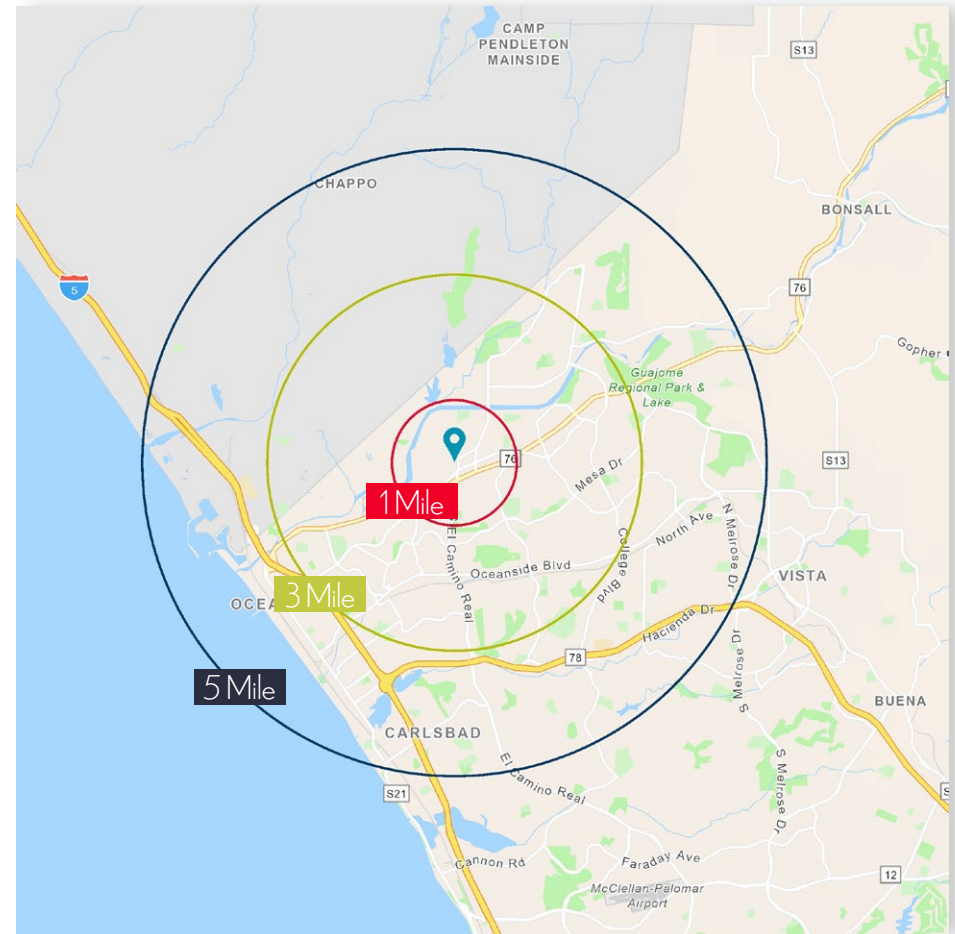 CAMP
PENDLETON
MAINSIDE
S13
CHAPPO
BONSALL
5
76
Gopher
Guajome
Regional Park &
Lake
76
S13
Mesa Dr
1 Mile
N Melrose Dr
North Ave
El Camino Real
College Blvd
Oceanside Blvd
VISTA
3 Mile
OCEA
Hacienda Dr
78
S Melrose Dr
5 Mile
BUENA
CARLSBAD
El Camino Real
S Melrose Dr
S21
Cannon Rd
Faraday Ave
12
McClellan-Palomar
Airport